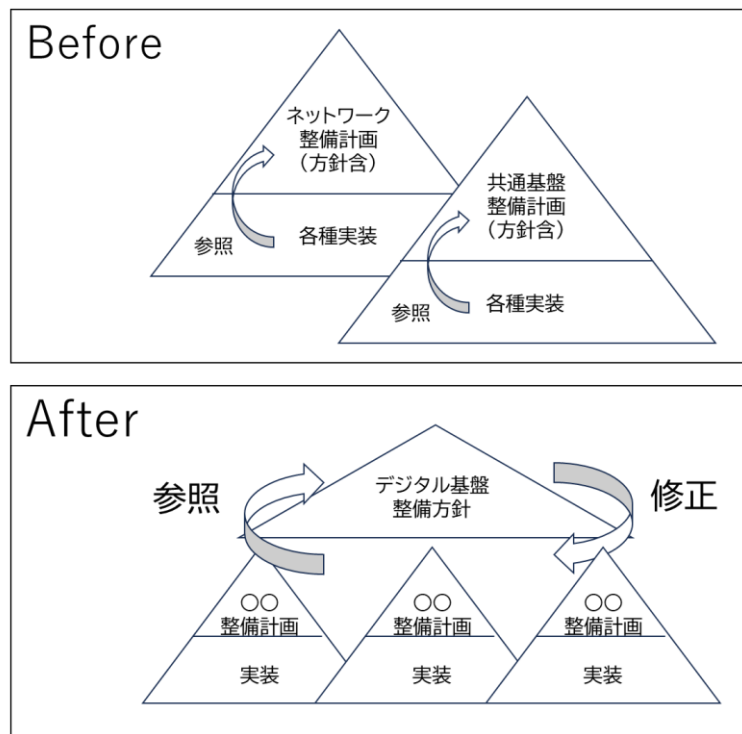 Before
ネットワーク
整備計画
（方針含）
参照
各種実装
共通基盤
整備計画
（方針含）
参照
各種実装
After
参照
デジタル基盤
整備方針
修正
○○
整備計画
実装
○○
整備計画
実装
○○
整備計画
実装